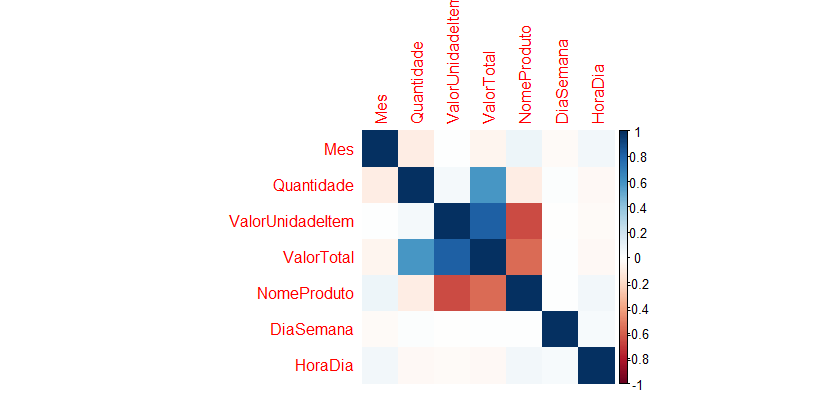 Mes
Quantidade
ValorUnidadeItem
ValorTotal
NomeProduto
DiaSemana
HoraDia
Mes
Quantidade
ValorUnidadeItem
ValorTotal
NomeProduto
DiaSemana
HoraDia
1
0.8
0.6
0.4
0.2
0
-0.2
-0.4
-0.6
-0.8
-1